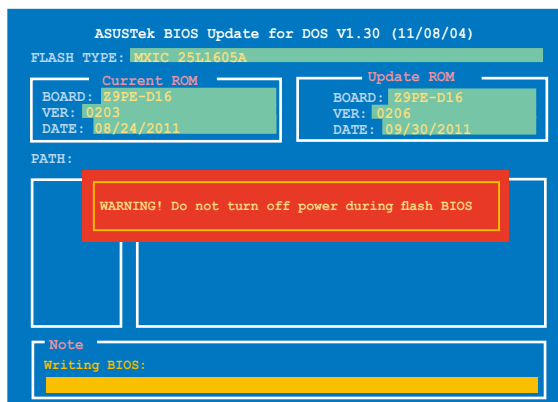 ASUSTek BIOS Update for DOS V1.30 (11/08/04)
FLASH TYPE: MXIC 25L1605A
Current ROM
BOARD: Z9PE-D16
VER: 0203
DATE: 08/24/2011
Update ROM
BOARD: Z9PE-D16
VER: 0206
DATE: 09/30/2011
PATH:
WARNING! Do not turn off power during flash BIOS
Note
Writing BIOS: